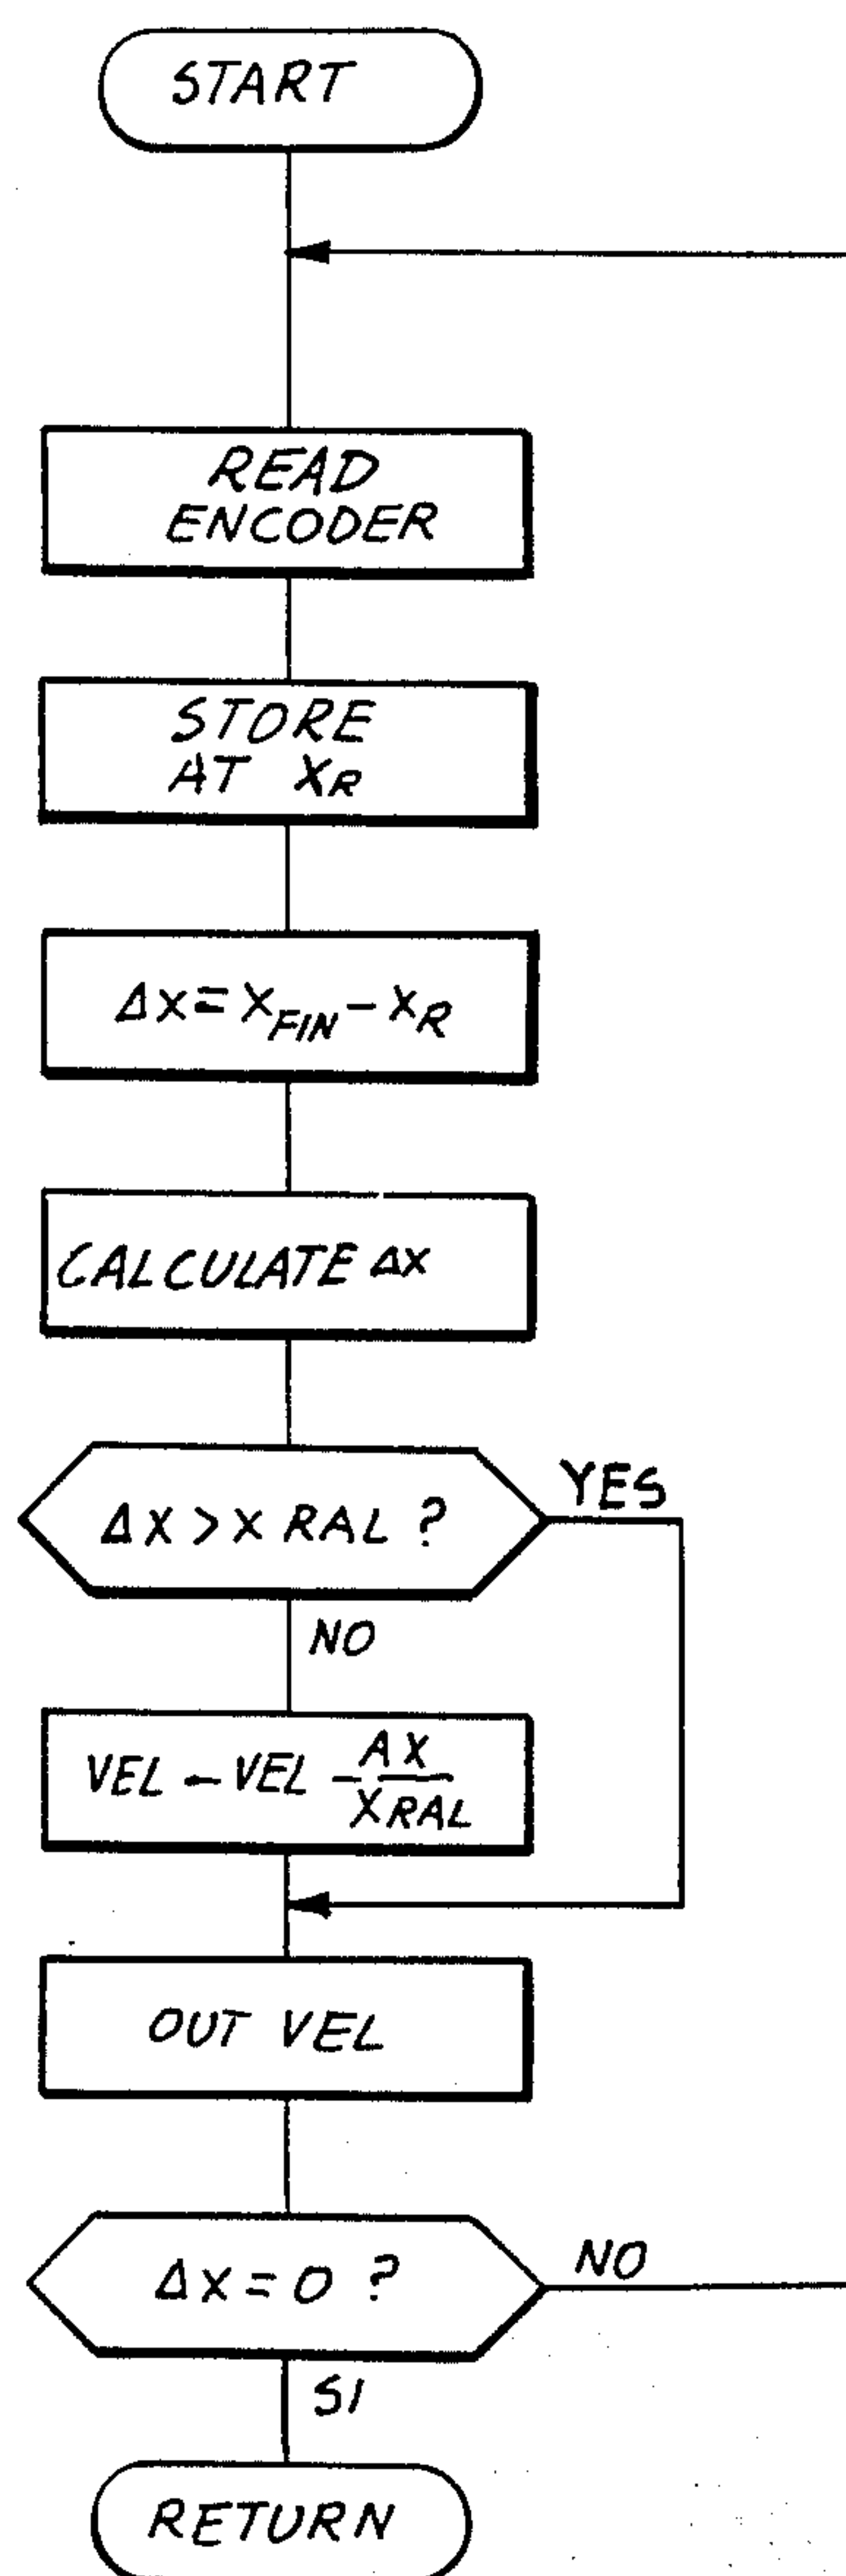 START
READ
ENCODER
STORE
AT XR
Δx = XFIN - XR
CALCULATE Δx
ΔX > X RAL ?
YES
NO
VEL - VEL - AX
XRAL
OUT VEL
ΔX = 0 ?
NO
SI
RETURN